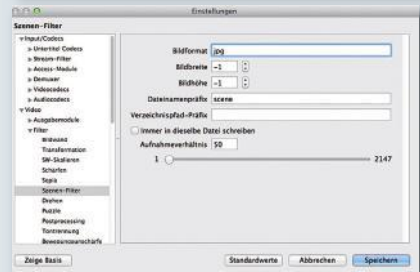 Einstellungen
Szenen-Filter
Input/Codecs
Untertitel Codecs
Stream-Filter
Access-Module
Demuxer
Videocodecs
Audiocodecs
Video
Ausgabemodule
Filter
Bildwand
Transformation
SW-Skalieren
Schärfen
Sepia
Szenen-Filter
Drehen
Puzzle
Postprocessing
Tontrennung
Bewegungsunschärfe
Bildformat jpg
Bildbreite -1
Bildhöhe -1
Dateinamenpräfix scene
Verzeichnispfad-Präfix
Immer in dieselbe Datei schreiben
Aufnahmeverhältnis 50
1 2147
Zeige Basis Standardwerte Abbrechen Speichern